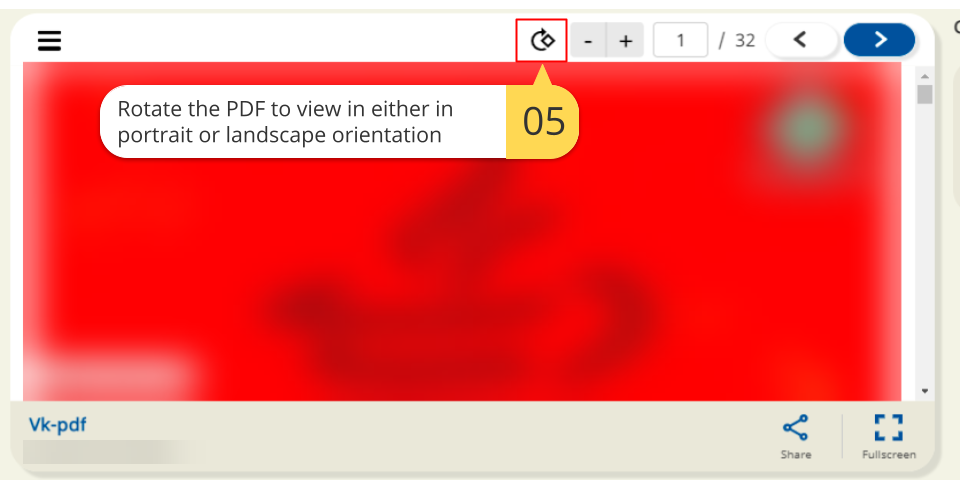 - + 1 / 32
Rotate the PDF to view in either in
portrait or landscape orientation
05
Vk-pdf
Share
Fullscreen